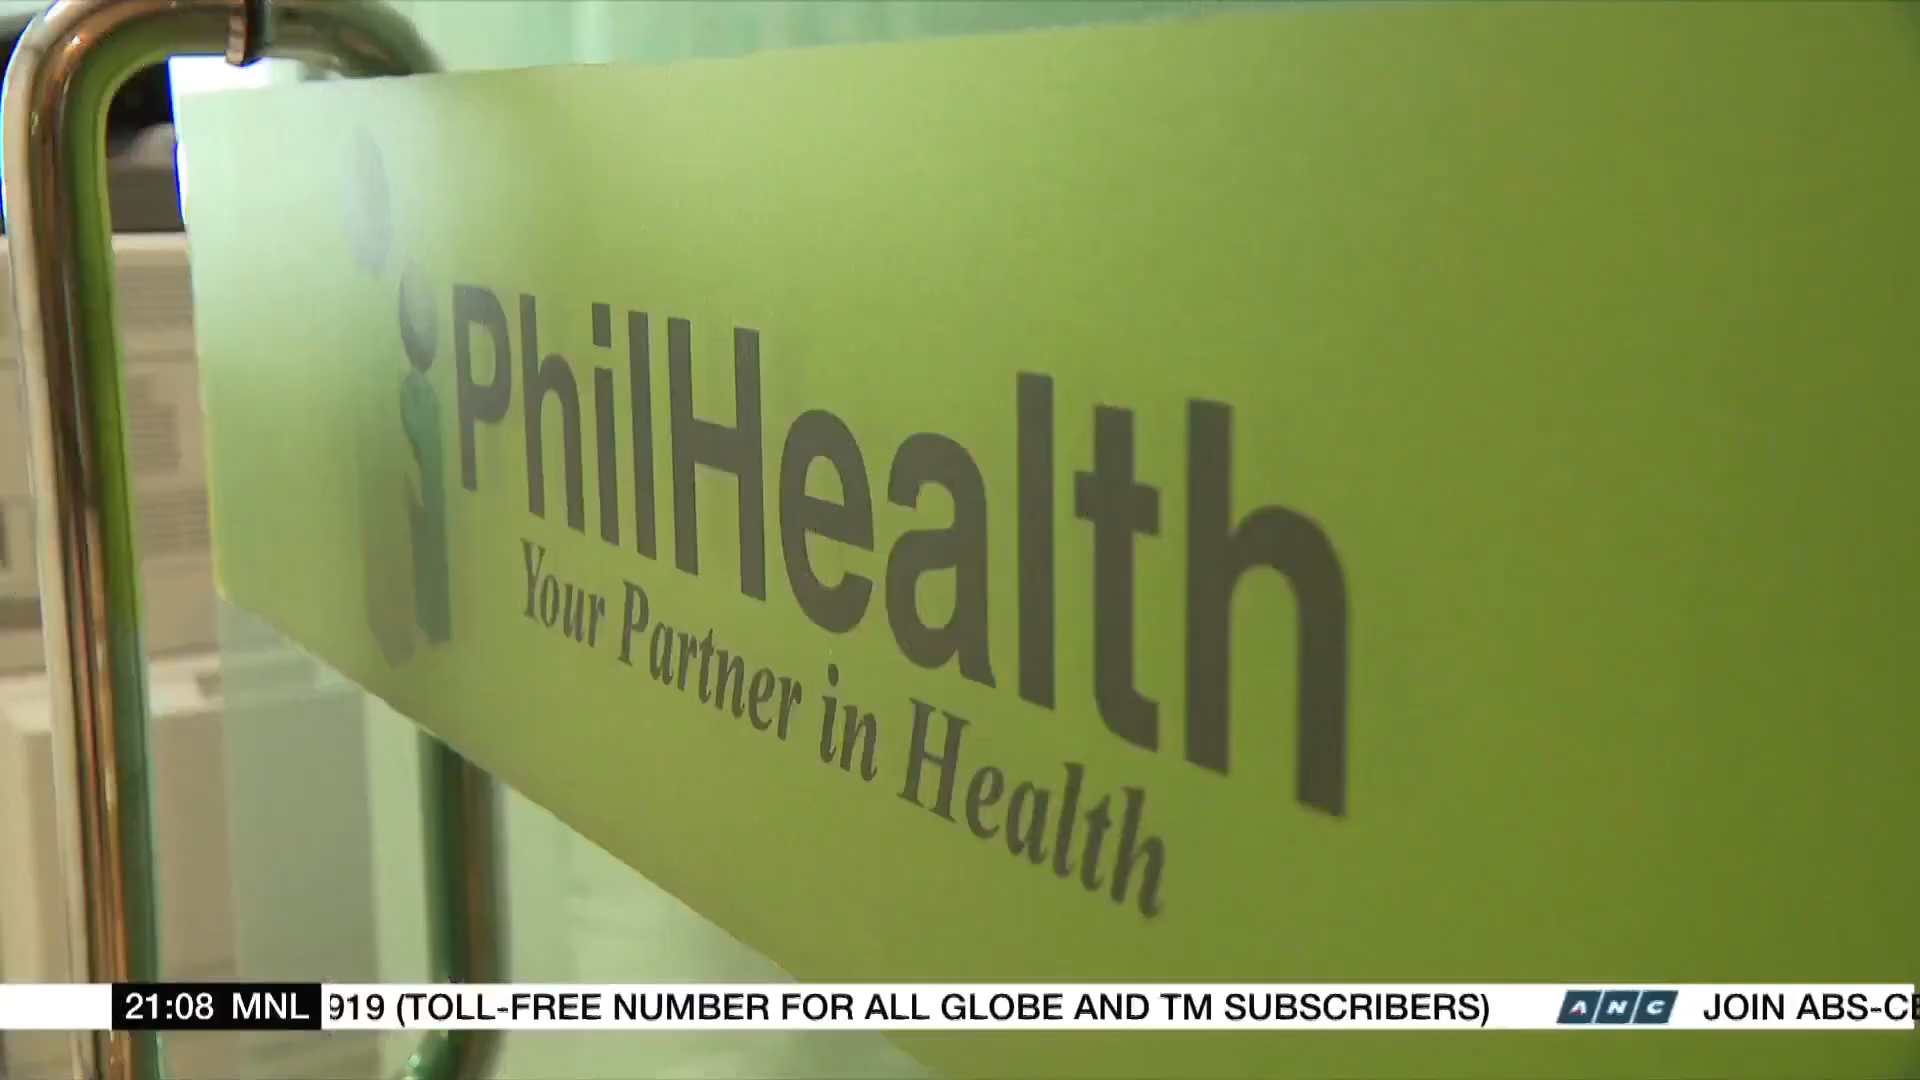 PhilHealth
Your Partner in Health
21:08 MNL 919 (TOLL-FREE NUMBER FOR ALL GLOBE AND TM SUBSCRIBERS) ANC JOIN ABS-CB